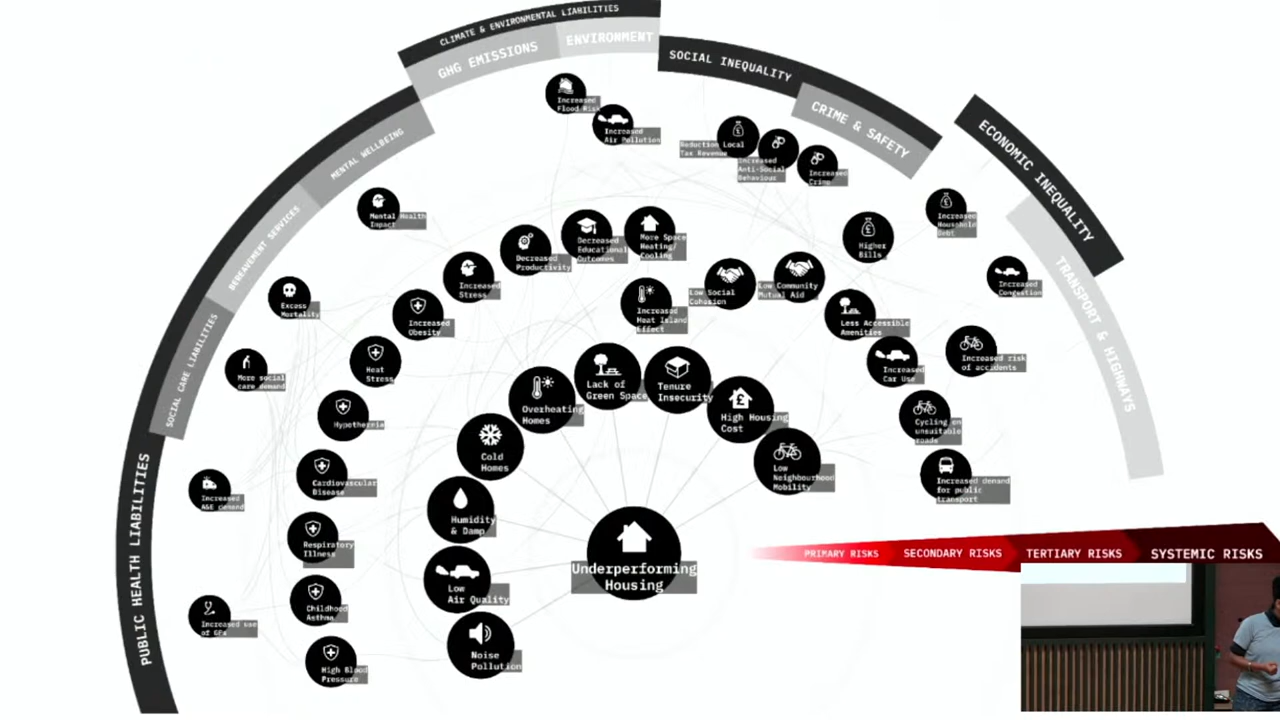 CLIMATE & ENVIRONMENTAL LIABILITIES
GHG EMISSIONS
ENVIRONMENT
SOCIAL INEQUALITY
CRIME & SAFETY
ECONOMIC INEQUALITY
TRANSPORT & HIGHWAYS
MENTAL WELLBEING
BEREAVEMENT SERVICES
SOCIAL CARE LIABILITIES
PUBLIC HEALTH LIABILITIES
Increased
Flood Risk
Increased
Air Pollution
Reduction Local
Tax Revenue
Increased
Anti-Social
Behaviour
Increased
Crime
Mental Health
Impact
Increased
Household
Debt
Higher
Bills
Increased
Congestion
Excess
Mortality
More social
care demand
Increased
A&E demand
Increased use
of GPs
Decreased
Educational
Outcomes
More Space
Heating/
Cooling
Decreased
Productivity
Increased
Stress
Increased
Obesity
Heat
Stress
Hypothermia
Cardiovascular
Disease
Respiratory
Illness
Childhood
Asthma
High Blood
Pressure
Increased
Heat Island
Effect
Low Social
Cohesion
Low Community
Mutual Aid
Less Accessible
Amenities
Increased
Car Use
Increased risk
of accidents
Cycling on
unsuitable
roads
Increased demand
for public
transport
Lack of
Green Space
Tenure
Insecurity
Overheating
Homes
High Housing
Cost
Cold
Homes
Low
Neighbourhood
Mobility
Humidity
& Damp
Low
Air Quality
Noise
Pollution
Underperforming
Housing
PRIMARY RISKS
SECONDARY RISKS
TERTIARY RISKS
SYSTEMIC RISKS